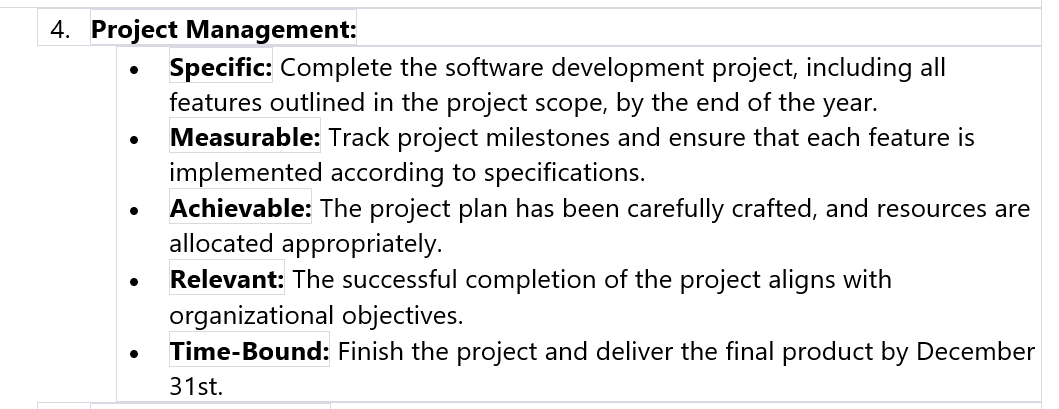 4. Project Management:
• Specific: Complete the software development project, including all
features outlined in the project scope, by the end of the year.
• Measurable: Track project milestones and ensure that each feature is
implemented according to specifications.
• Achievable: The project plan has been carefully crafted, and resources are
allocated appropriately.
• Relevant: The successful completion of the project aligns with
organizational objectives.
• Time-Bound: Finish the project and deliver the final product by December
31st.